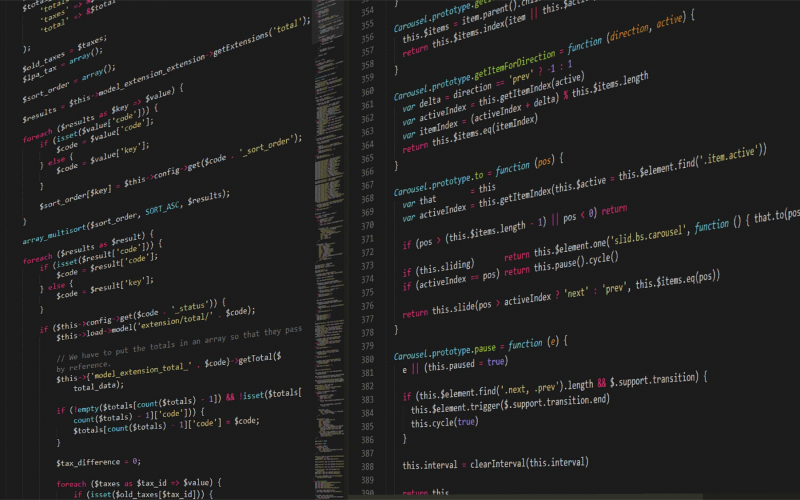 'totals'
'taxes' => &$
'total' => &$total
);
$old_taxes = $taxes;
$lpa_tax = array();
$sort_order = array();
$results = $this->model_extension_extension->getExtensions('total');
foreach ($results as $key => $value) {
if (isset($value['code'])) {
$code = $value['code'];
} else {
$code = $value['key'];
}
$sort_order[$key] = $this->config->get($code . '_sort_order');
}
array_multisort($sort_order, SORT_ASC, $results);
foreach ($results as $result) {
if (isset($result['code'])) {
$code = $result['code'];
} else {
$code = $result['key'];
}
if ($this->config->get($code . '_status')) {
$this->load->model('extension/total/' . $code);
// We have to put the totals in an array so that they pass
by reference.
$this->{'model_extension_total_' . $code}->getTotal($
total_data);
if (!empty($totals[count($totals) - 1]) && !isset($totals[
count($totals) - 1]['code'])) {
$totals[count($totals) - 1]['code'] = $code;
}
$tax_difference = 0;
foreach ($taxes as $tax_id => $value) {
if (isset($old_taxes[$tax_id])) {
354 }
355 Carousel.prototype.
356 this.$items = item.parent().
357 return this.$items.index(item || this.
358 }
359
360 Carousel.prototype.getItemForDirection = function (direction, active) {
361 var delta = direction == 'prev' ? -1 : 1
362 var activeIndex = this.getItemIndex(active)
363 var itemIndex = (activeIndex + delta) % this.$items.length
364 return this.$items.eq(itemIndex)
365 }
366
367 Carousel.prototype.to = function (pos) {
368 var that = this
369 var activeIndex = this.getItemIndex(this.$active = this.$element.find('.item.active'))
370
371 if (pos > (this.$items.length - 1) || pos < 0) return
372
373 if (this.sliding) return this.$element.one('slid.bs.carousel', function () { that.to(pos
374 if (activeIndex == pos) return this.pause().cycle()
375
376 return this.slide(pos > activeIndex ? 'next' : 'prev', this.$items.eq(pos))
377 }
378
379 Carousel.prototype.pause = function (e) {
380 e || (this.paused = true)
381
382 if (this.$element.find('.next, .prev').length && $.support.transition) {
383 this.$element.trigger($.support.transition.end)
384 this.cycle(true)
385 }
386
387 this.interval = clearInterval(this.interval)
388
389
390 return this